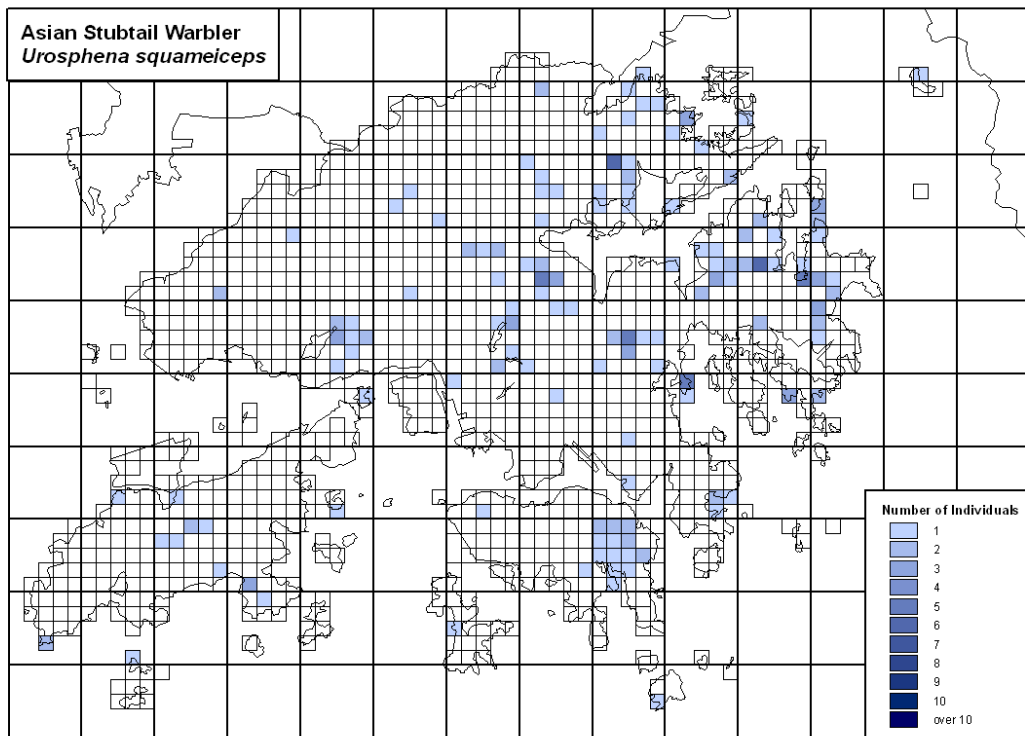 Asian Stubtail Warbler
Urosphena squameiceps
Number of Individuals
1
2
3
4
5
6
7
8
9
10
over 10